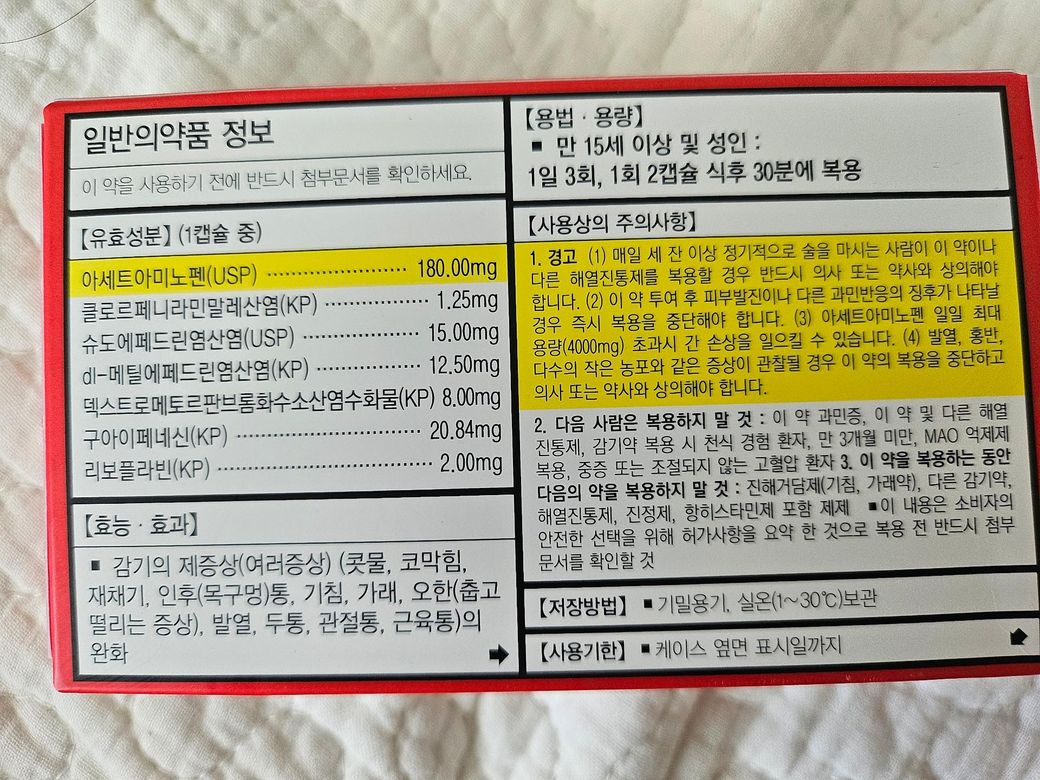 일반의약품 정보
이 약을 사용하기 전에 반드시 첨부문서를 확인하세요.
【유효성분】 (1캡슐 중)
아세트아미노펜(USP) ························ 180.00mg
클로르페니라민말레산염(KP) ················ 1.25mg
슈도에페드린염산염(USP) ··················· 15.00mg
dl-메틸에페드린염산염(KP) ················· 12.50mg
덱스트로메토르판브롬화수소산염수화물(KP) 8.00mg
구아이페네신(KP) ···························· 20.84mg
리보플라빈(KP) ······························· 2.00mg
【효능 · 효과】
▪ 감기의 제증상(여러증상) (콧물, 코막힘,
재채기, 인후(목구멍)통, 기침, 가래, 오한(춥고
떨리는 증상), 발열, 두통, 관절통, 근육통)의
완화
【용법 · 용량】
▪ 만 15세 이상 및 성인 :
1일 3회, 1회 2캡슐 식후 30분에 복용
【사용상의 주의사항】
1. 경고 (1) 매일 세 잔 이상 정기적으로 술을 마시는 사람이 이 약이나
다른 해열진통제를 복용할 경우 반드시 의사 또는 약사와 상의해야
합니다. (2) 이 약 투여 후 피부발진이나 다른 과민반응의 징후가 나타날
경우 즉시 복용을 중단해야 합니다. (3) 아세트아미노펜 일일 최대
용량(4000mg) 초과시 간 손상을 일으킬 수 있습니다. (4) 발열, 홍반,
다수의 작은 농포와 같은 증상이 관찰될 경우 이 약의 복용을 중단하고
의사 또는 약사와 상의해야 합니다.
2. 다음 사람은 복용하지 말 것 : 이 약 과민증, 이 약 및 다른 해열
진통제, 감기약 복용 시 천식 경험 환자, 만 3개월 미만, MAO 억제제
복용, 중증 또는 조절되지 않는 고혈압 환자 3. 이 약을 복용하는 동안
다음의 약을 복용하지 말 것 : 진해거담제(기침, 가래약), 다른 감기약,
해열진통제, 진정제, 항히스타민제 포함 제제 ▪이 내용은 소비자의
안전한 선택을 위해 허가사항을 요약 한 것으로 복용 전 반드시 첨부
문서를 확인할 것
【저장방법】 ▪기밀용기, 실온(1~30℃)보관
【사용기한】 ▪케이스 옆면 표시일까지